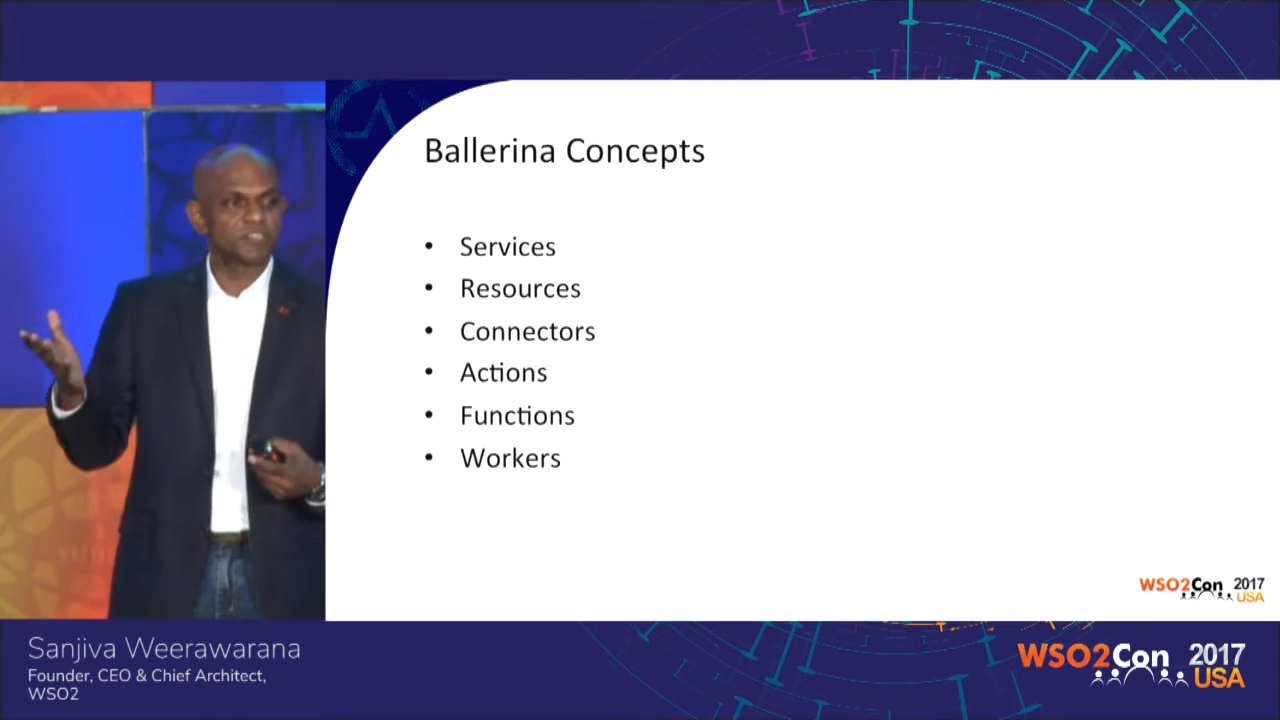 Ballerina Concepts
• Services
• Resources
• Connectors
• Actions
• Functions
• Workers
WSO2Con 2017
USA
Sanjiva Weerawarana
Founder, CEO & Chief Architect,
WSO2
WSO2Con 2017
USA